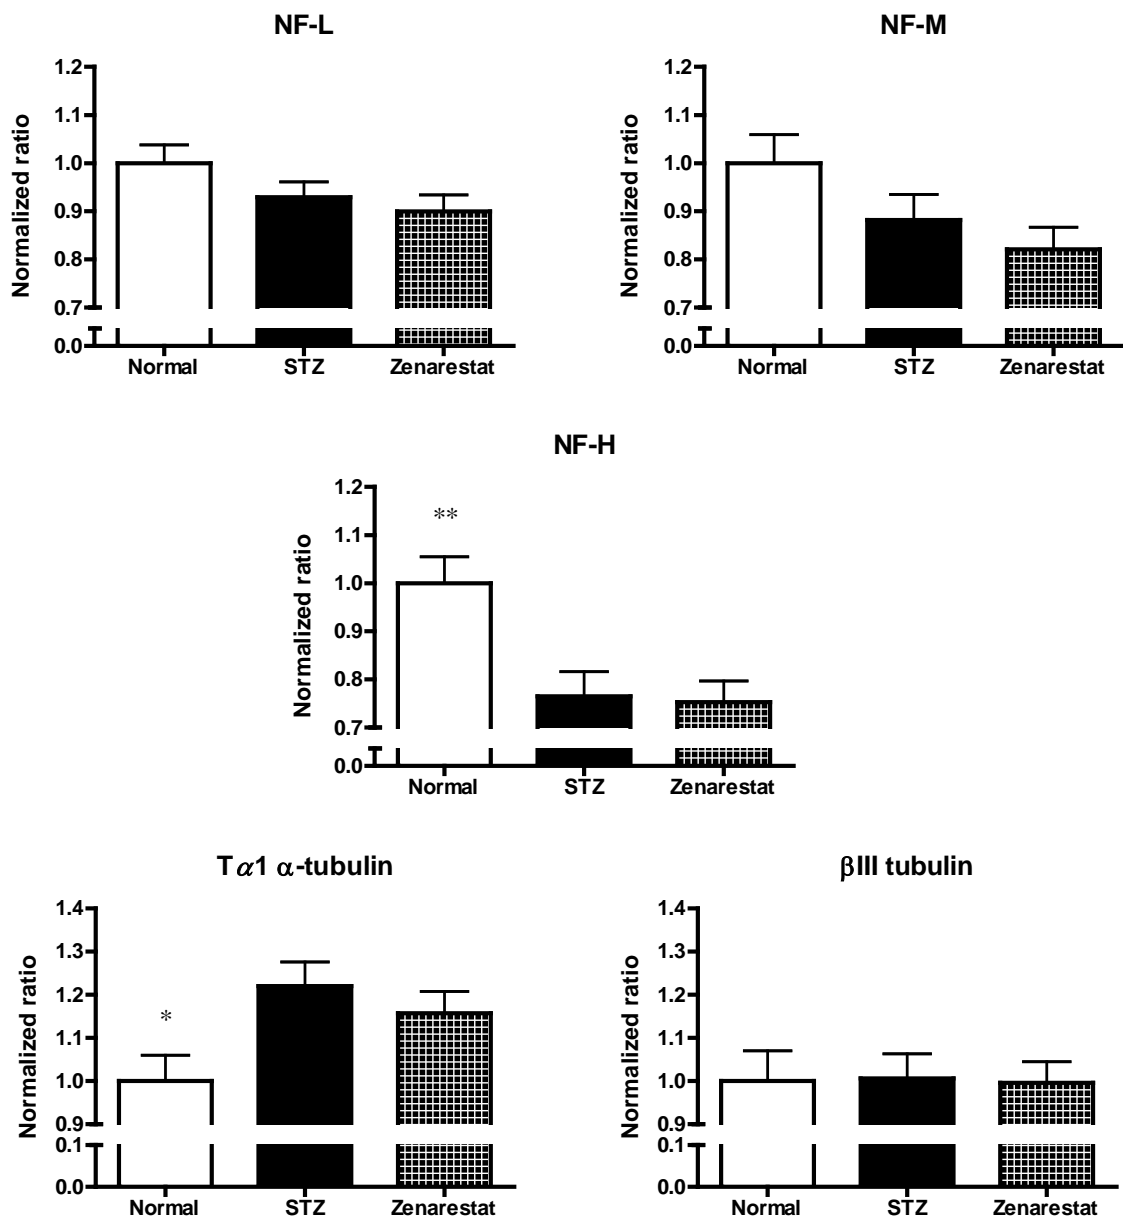 NF-L
Normalized ratio
1.2
1.1
1.0
0.9
0.8
0.7
0.0
Normal STZ Zenarestat
NF-M
Normalized ratio
1.2
1.1
1.0
0.9
0.8
0.7
0.0
Normal STZ Zenarestat
NF-H
Normalized ratio
1.2
1.1
1.0
0.9
0.8
0.7
0.0
**
Normal STZ Zenarestat
Tα1 α-tubulin
Normalized ratio
1.4
1.3
1.2
1.1
1.0
0.9
0.1
0.0
*
Normal STZ Zenarestat
βIII tubulin
Normalized ratio
1.4
1.3
1.2
1.1
1.0
0.9
0.1
0.0
Normal STZ Zenarestat